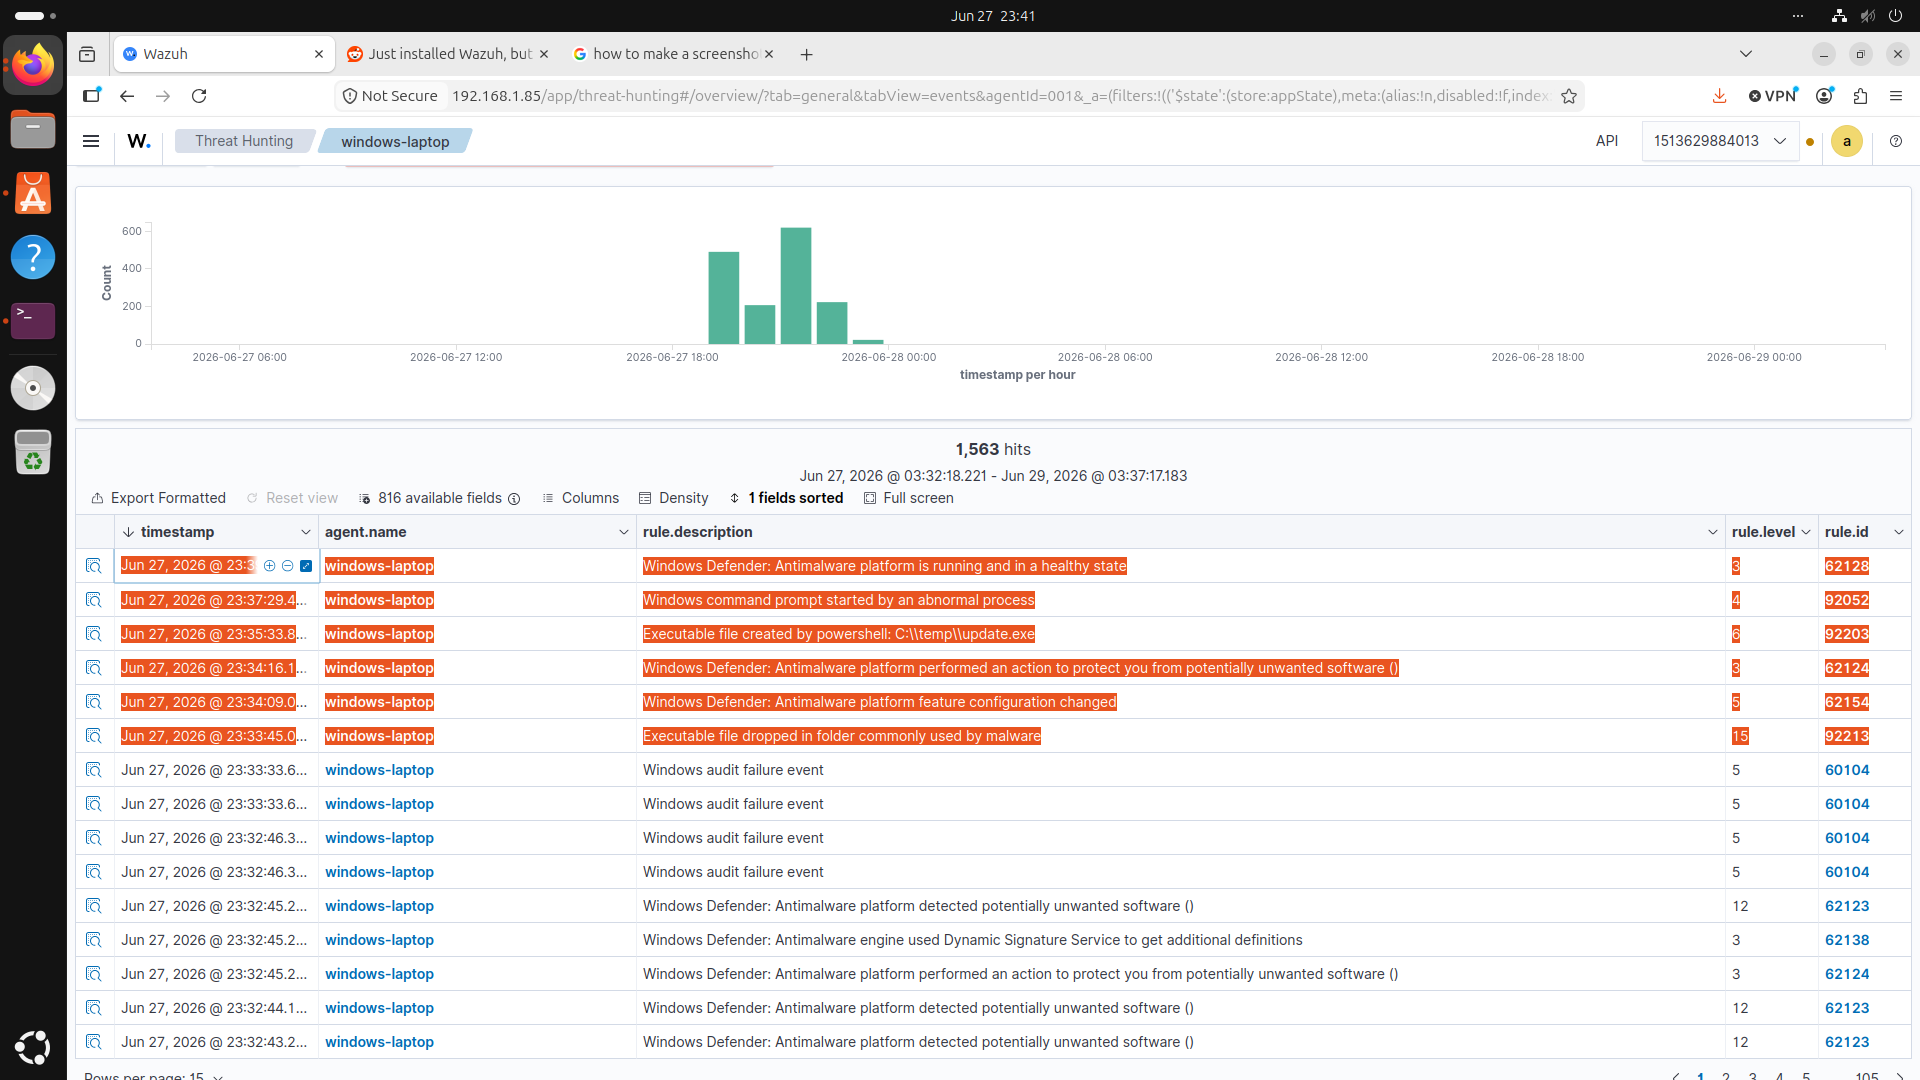 Jun 27 23:41
Wazuh
Just installed Wazuh, but
how to make a screensho
Not Secure
192.168.1.85/app/threat-hunting#/overview/?tab=general&tabView=events&agentId=001&_a=(filters:!(('$state':(store:appState),meta:(alias:!n,disabled:!f,index:
VPN
W.
Threat Hunting
windows-laptop
API
1513629884013
a
600
400
200
0
Count
2026-06-27 06:00
2026-06-27 12:00
2026-06-27 18:00
2026-06-28 00:00
2026-06-28 06:00
2026-06-28 12:00
2026-06-28 18:00
2026-06-29 00:00
timestamp per hour
1,563 hits
Jun 27, 2026 @ 03:32:18.221 - Jun 29, 2026 @ 03:37:17.183
Export Formatted Reset view 816 available fields Columns Density 1 fields sorted Full screen
timestamp agent.name rule.description rule.level rule.id
Jun 27, 2026 @ 23:3 windows-laptop Windows Defender: Antimalware platform is running and in a healthy state 3 62128
Jun 27, 2026 @ 23:37:29.4... windows-laptop Windows command prompt started by an abnormal process 4 92052
Jun 27, 2026 @ 23:35:33.8... windows-laptop Executable file created by powershell: C:\\temp\\update.exe 6 92203
Jun 27, 2026 @ 23:34:16.1... windows-laptop Windows Defender: Antimalware platform performed an action to protect you from potentially unwanted software () 3 62124
Jun 27, 2026 @ 23:34:09.0... windows-laptop Windows Defender: Antimalware platform feature configuration changed 5 62154
Jun 27, 2026 @ 23:33:45.0... windows-laptop Executable file dropped in folder commonly used by malware 15 92213
Jun 27, 2026 @ 23:33:33.6... windows-laptop Windows audit failure event 5 60104
Jun 27, 2026 @ 23:33:33.6... windows-laptop Windows audit failure event 5 60104
Jun 27, 2026 @ 23:32:46.3... windows-laptop Windows audit failure event 5 60104
Jun 27, 2026 @ 23:32:46.3... windows-laptop Windows audit failure event 5 60104
Jun 27, 2026 @ 23:32:45.2... windows-laptop Windows Defender: Antimalware platform detected potentially unwanted software () 12 62123
Jun 27, 2026 @ 23:32:45.2... windows-laptop Windows Defender: Antimalware engine used Dynamic Signature Service to get additional definitions 3 62138
Jun 27, 2026 @ 23:32:45.2... windows-laptop Windows Defender: Antimalware platform performed an action to protect you from potentially unwanted software () 3 62124
Jun 27, 2026 @ 23:32:44.1... windows-laptop Windows Defender: Antimalware platform detected potentially unwanted software () 12 62123
Jun 27, 2026 @ 23:32:43.2... windows-laptop Windows Defender: Antimalware platform detected potentially unwanted software () 12 62123
Rows per page: 15 1 2 3 4 5 ... 105